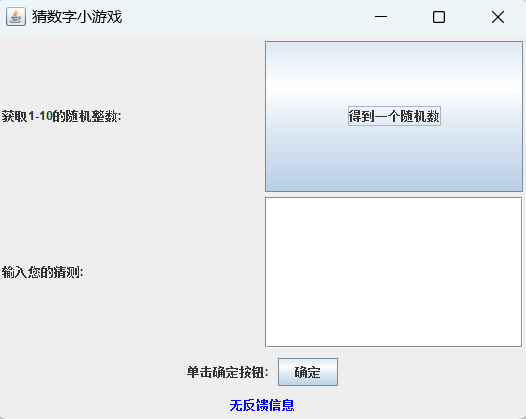 猜数字小游戏
获取1-10的随机整数:
得到一个随机数
输入您的猜测:
单击确定按钮:
确定
无反馈信息